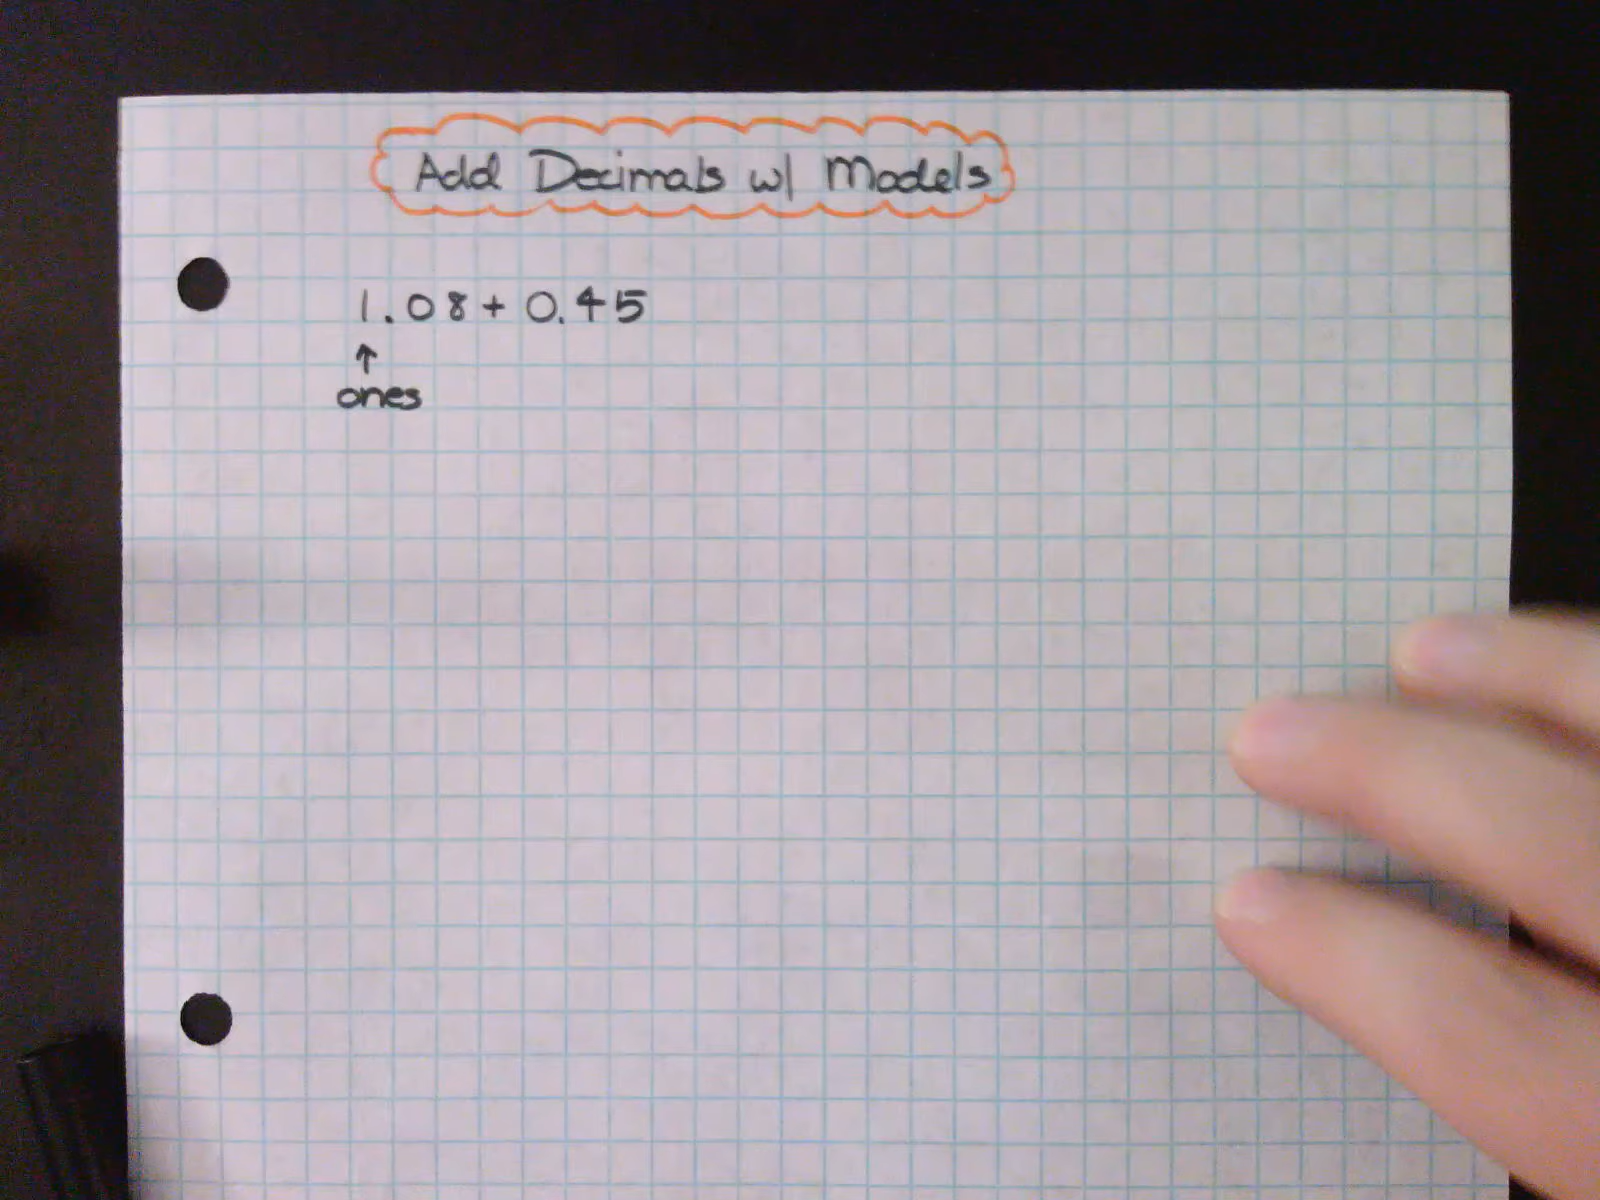 Add Decimals w/ Models
1.08 + 0.45
↑
ones